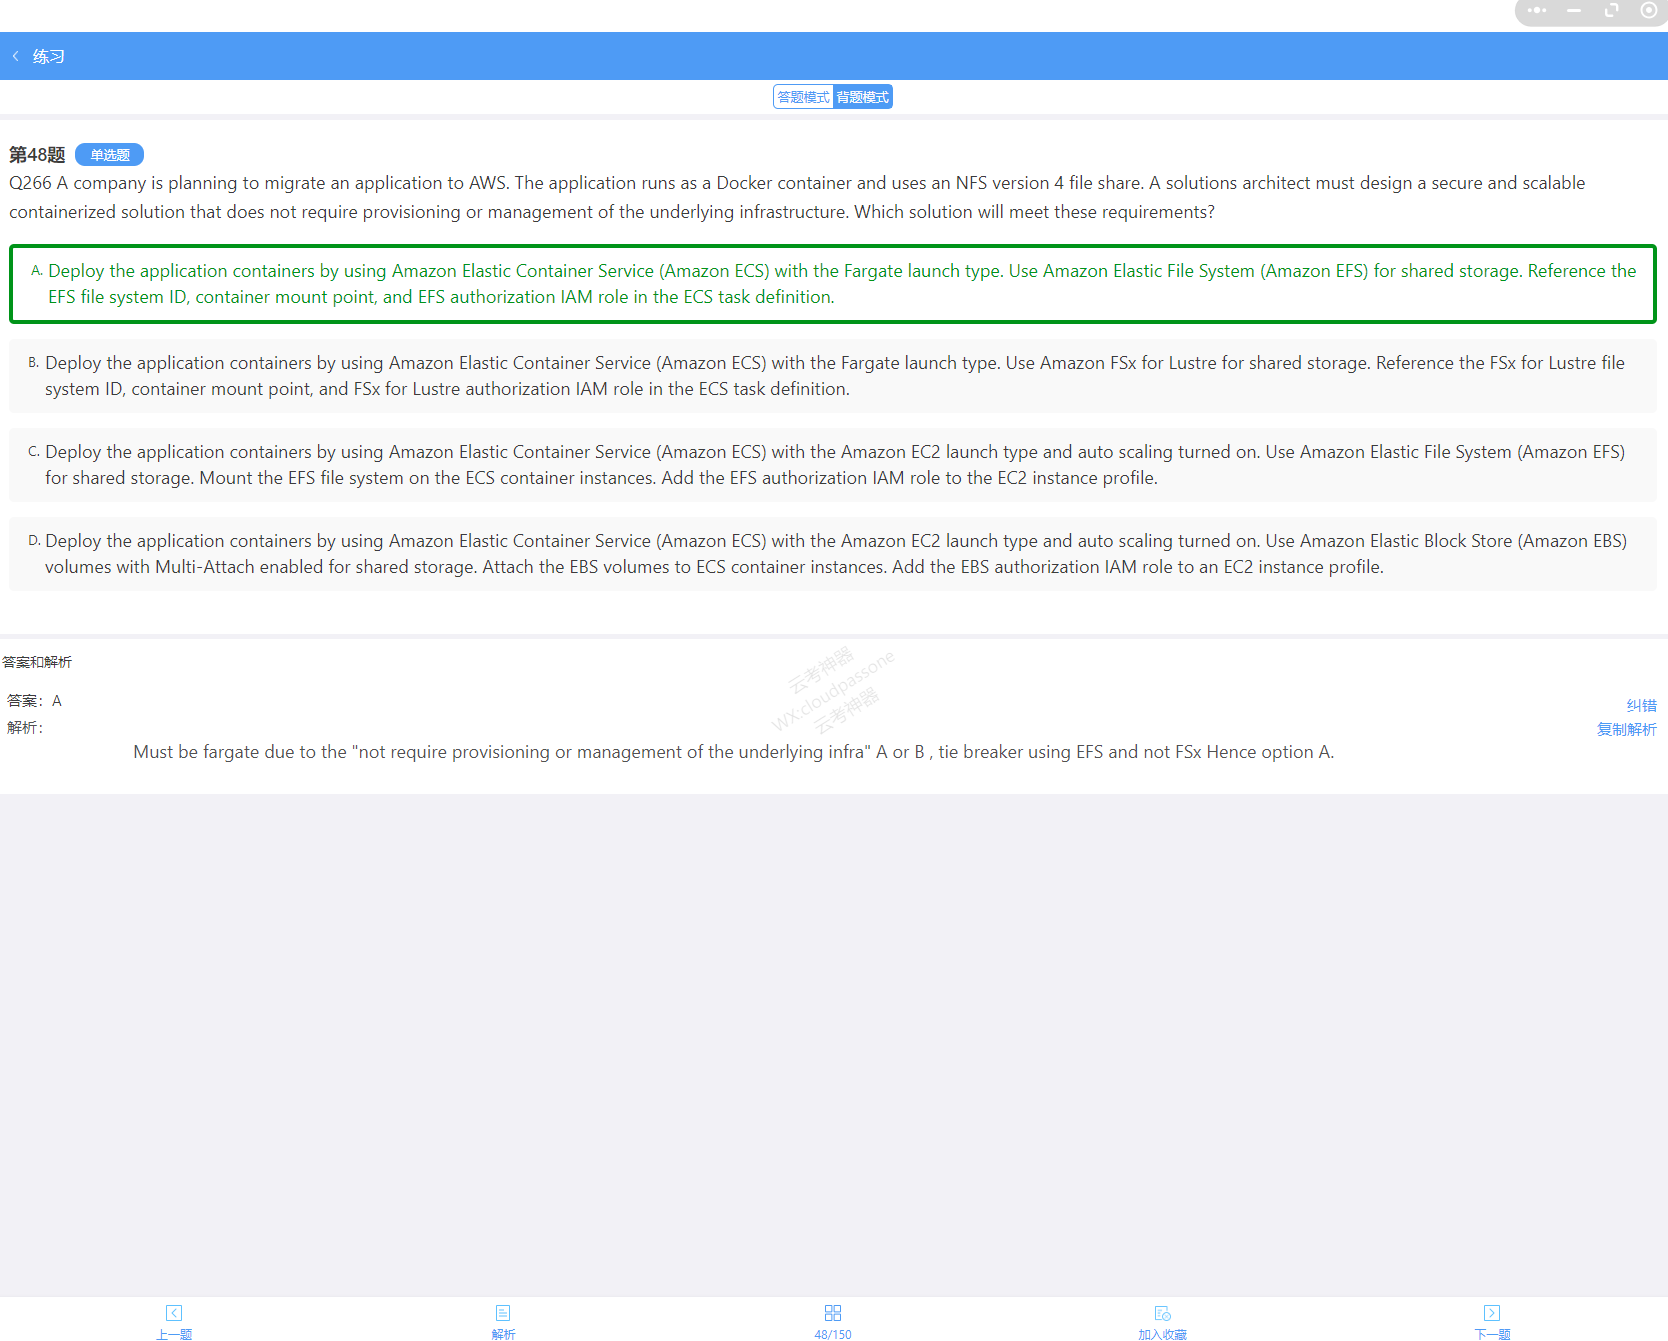 练习
答题模式 背题模式
第48题 单选题
Q266 A company is planning to migrate an application to AWS. The application runs as a Docker container and uses an NFS version 4 file share. A solutions architect must design a secure and scalable
containerized solution that does not require provisioning or management of the underlying infrastructure. Which solution will meet these requirements?
A. Deploy the application containers by using Amazon Elastic Container Service (Amazon ECS) with the Fargate launch type. Use Amazon Elastic File System (Amazon EFS) for shared storage. Reference the
EFS file system ID, container mount point, and EFS authorization IAM role in the ECS task definition.
B. Deploy the application containers by using Amazon Elastic Container Service (Amazon ECS) with the Fargate launch type. Use Amazon FSx for Lustre for shared storage. Reference the FSx for Lustre file
system ID, container mount point, and FSx for Lustre authorization IAM role in the ECS task definition.
C. Deploy the application containers by using Amazon Elastic Container Service (Amazon ECS) with the Amazon EC2 launch type and auto scaling turned on. Use Amazon Elastic File System (Amazon EFS)
for shared storage. Mount the EFS file system on the ECS container instances. Add the EFS authorization IAM role to the EC2 instance profile.
D. Deploy the application containers by using Amazon Elastic Container Service (Amazon ECS) with the Amazon EC2 launch type and auto scaling turned on. Use Amazon Elastic Block Store (Amazon EBS)
volumes with Multi-Attach enabled for shared storage. Attach the EBS volumes to ECS container instances. Add the EBS authorization IAM role to an EC2 instance profile.
答案和解析
云考神器
WX:cloudpassone
云考神器
答案：A
纠错
解析：
复制解析
Must be fargate due to the "not require provisioning or management of the underlying infra" A or B , tie breaker using EFS and not FSx Hence option A.
上一题 解析 48/150 加入收藏 下一题